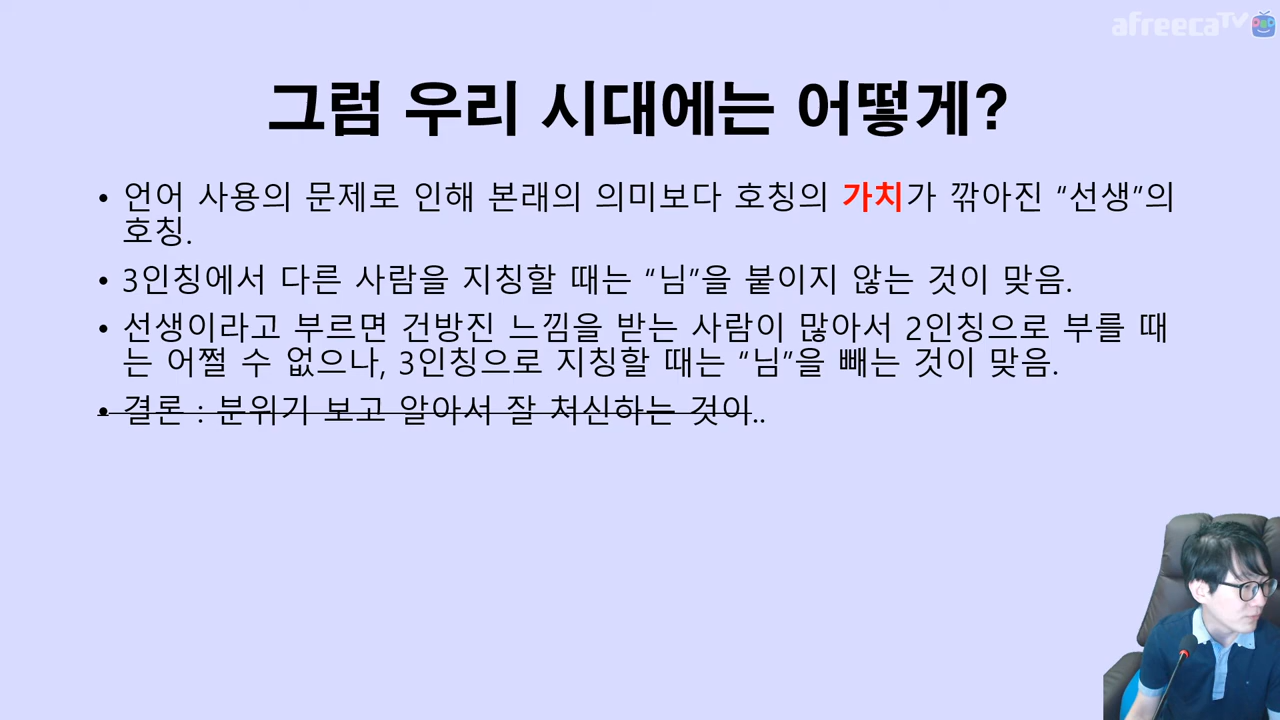 afreecaTV
그럼 우리 시대에는 어떻게?
• 언어 사용의 문제로 인해 본래의 의미보다 호칭의 가치가 깎아진 “선생”의
호칭.
• 3인칭에서 다른 사람을 지칭할 때는 “님”을 붙이지 않는 것이 맞음.
• 선생이라고 부르면 건방진 느낌을 받는 사람이 많아서 2인칭으로 부를 때
는 어쩔 수 없으나, 3인칭으로 지칭할 때는 “님”을 빼는 것이 맞음.
• 결론 : 분위기 보고 알아서 잘 처신하는 것이..